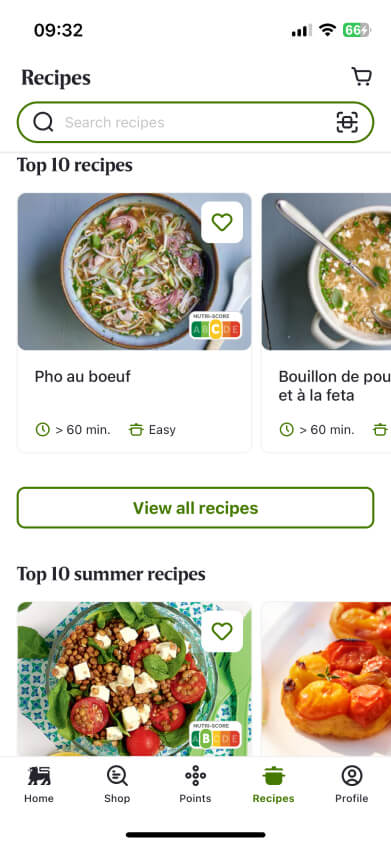 09:32
66
Recipes
Search recipes
Top 10 recipes
NUTRI-SCORE
A B C D E
Pho au boeuf
> 60 min.
Easy
Bouillon de pou
et à la feta
> 60 min.
View all recipes
Top 10 summer recipes
NUTRI-SCORE
A B C D E
Home
Shop
Points
Recipes
Profile